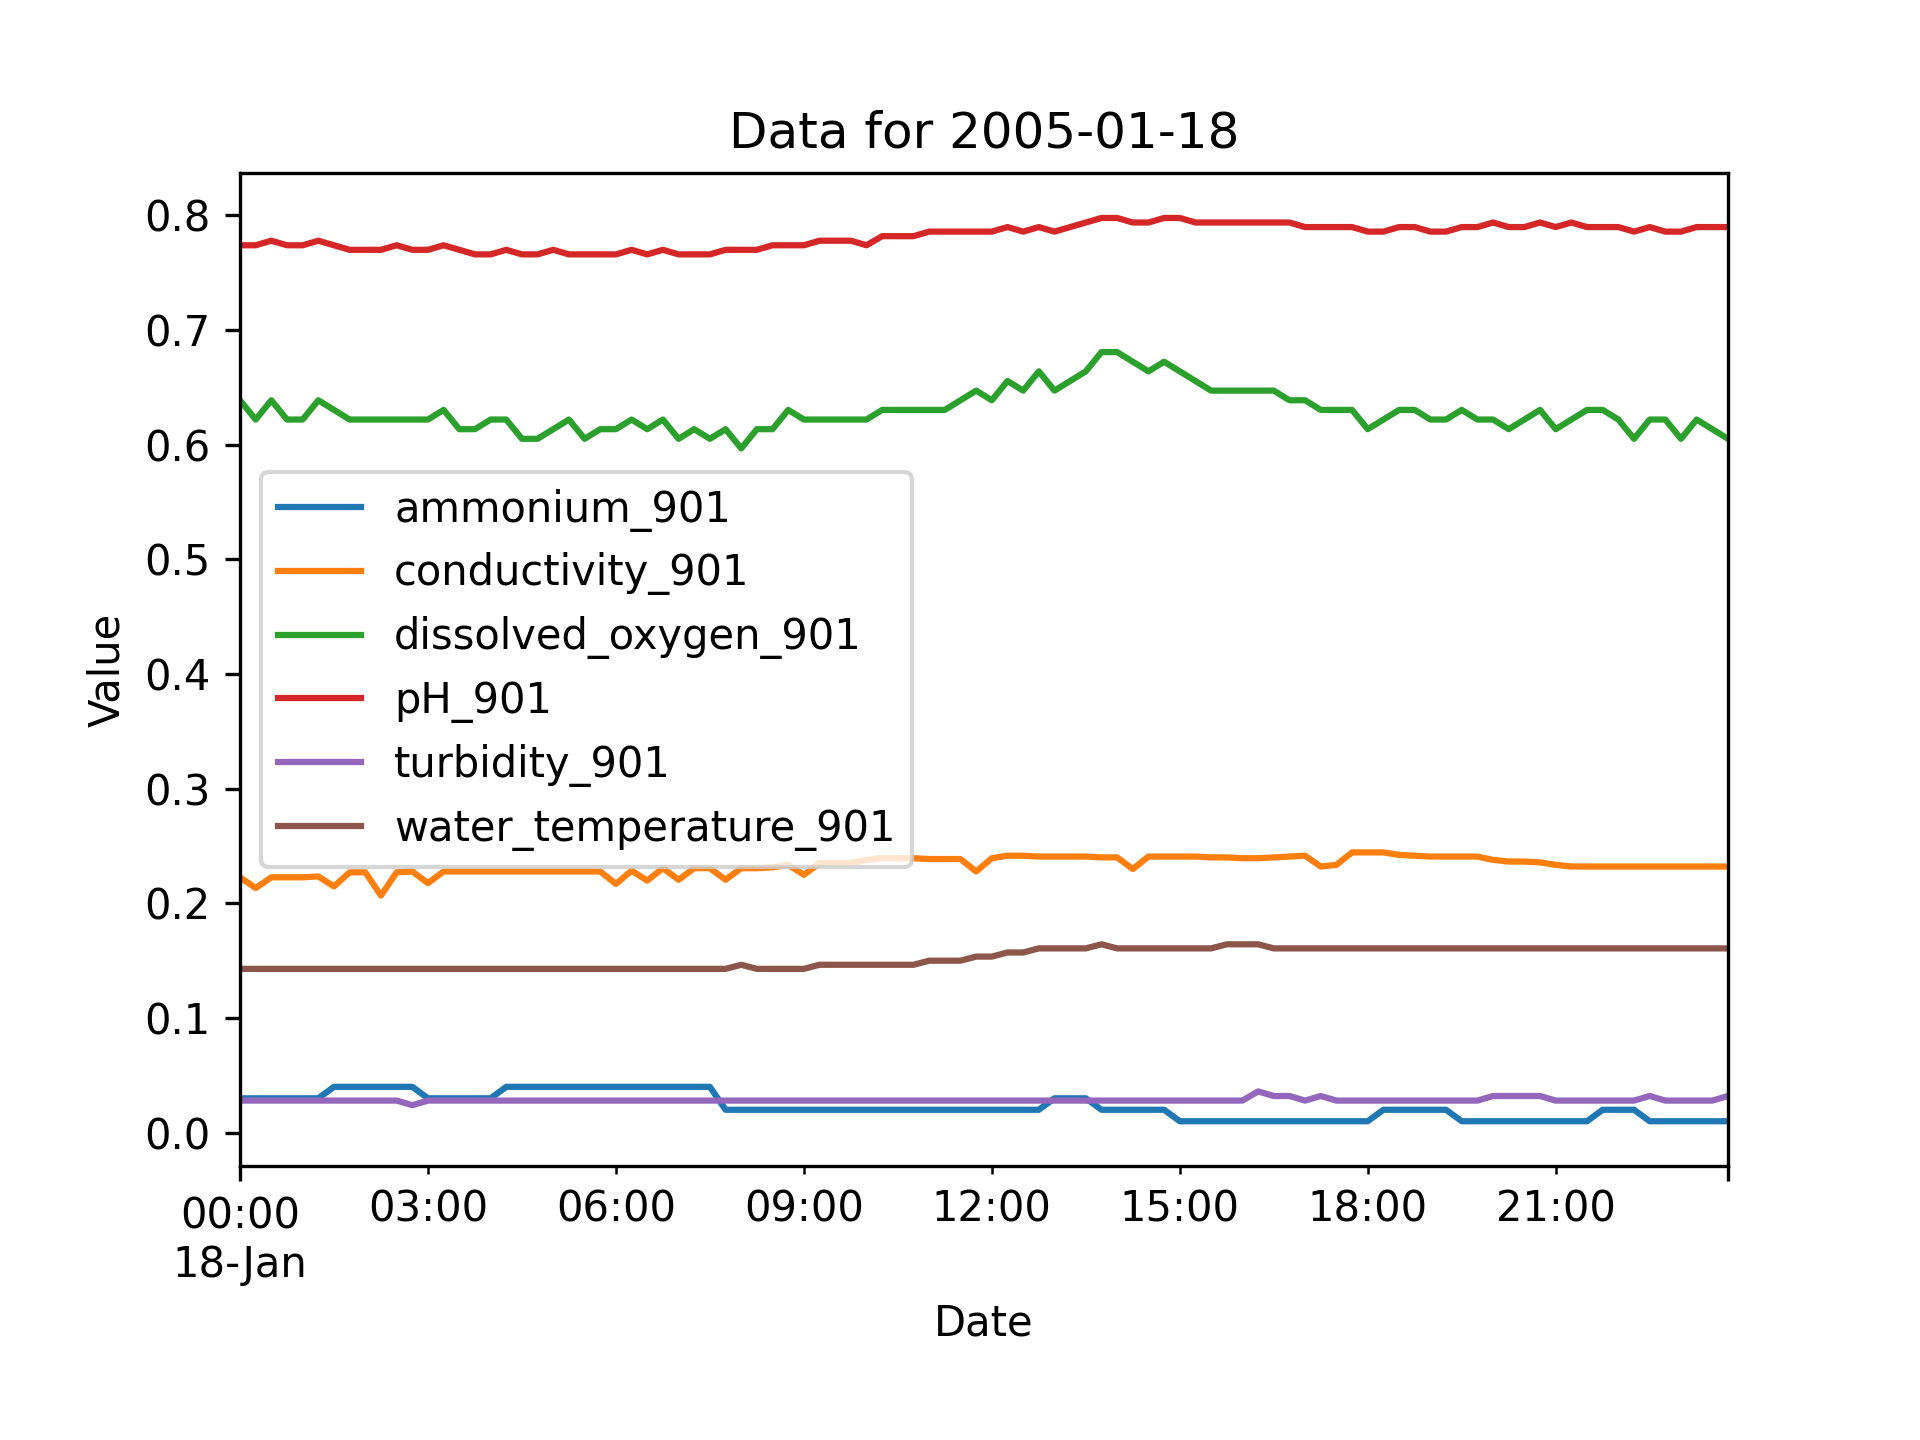 Data for 2005-01-18
0.8
0.7
0.6
0.5
0.4
0.3
0.2
0.1
0.0
Value
ammonium_901
conductivity_901
dissolved_oxygen_901
pH_901
turbidity_901
water_temperature_901
00:00 03:00 06:00 09:00 12:00 15:00 18:00 21:00
18-Jan
Date